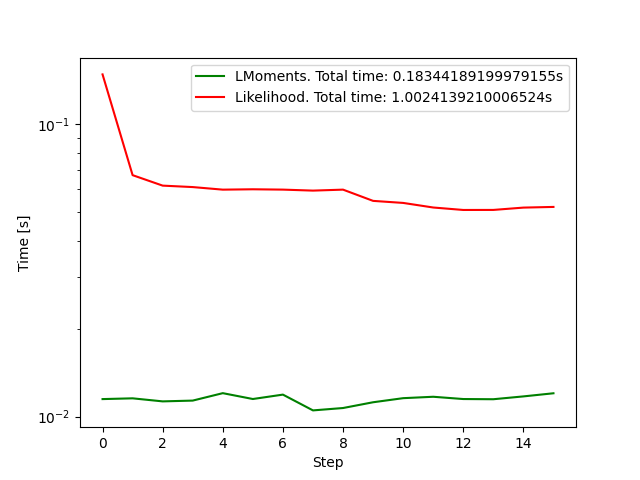 LMoments. Total time: 0.18344189199979155s
Likelihood. Total time: 1.0024139210006524s
10⁻¹
10⁻²
Time [s]
0 2 4 6 8 10 12 14
Step